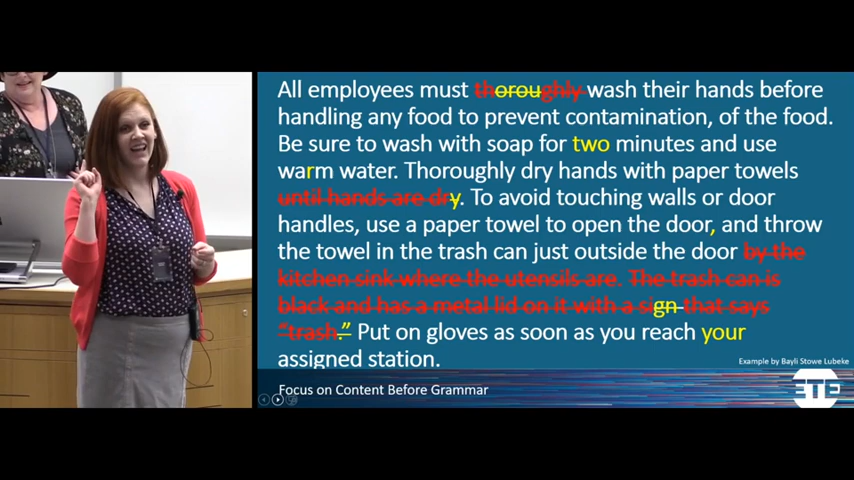 All employees must thoroughly wash their hands before
handling any food to prevent contamination, of the food.
Be sure to wash with soap for two minutes and use
warm water. Thoroughly dry hands with paper towels
until hands are dry. To avoid touching walls or door
handles, use a paper towel to open the door, and throw
the towel in the trash can just outside the door by the
kitchen sink where the utensils are. The trash can is
black and has a metal lid on it with a sign that says
“trash.” Put on gloves as soon as you reach your
assigned station.
Example by Bayli Stowe Lubeke
Focus on Content Before Grammar
ETE